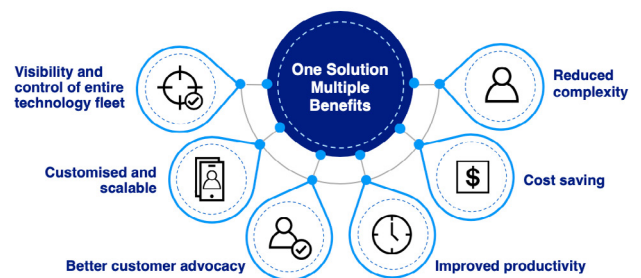 One Solution
Multiple
Benefits
Visibility and
control of entire
technology fleet
Customised and
scalable
Better customer advocacy
Improved productivity
$
Cost saving
Reduced
complexity